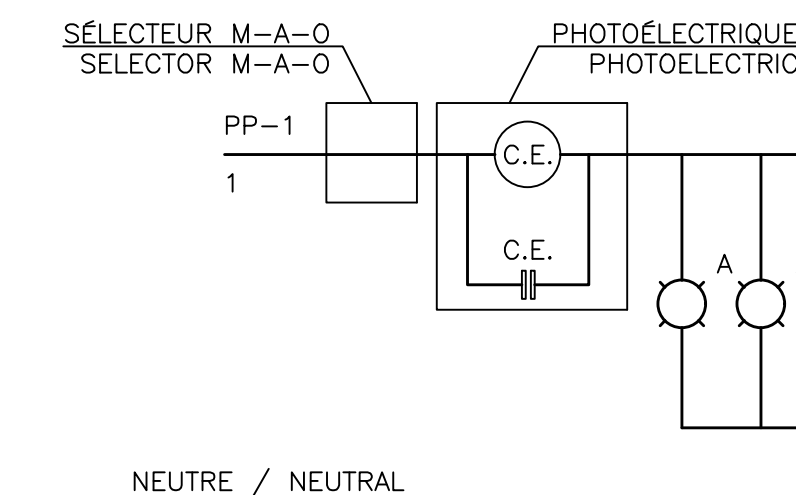 SÉLECTEUR M-A-O
SELECTOR M-A-O
PHOTOÉLECTRIQUE
PHOTOELECTRIC
PP-1
1
C.E.
C.E.
A
NEUTRE / NEUTRAL